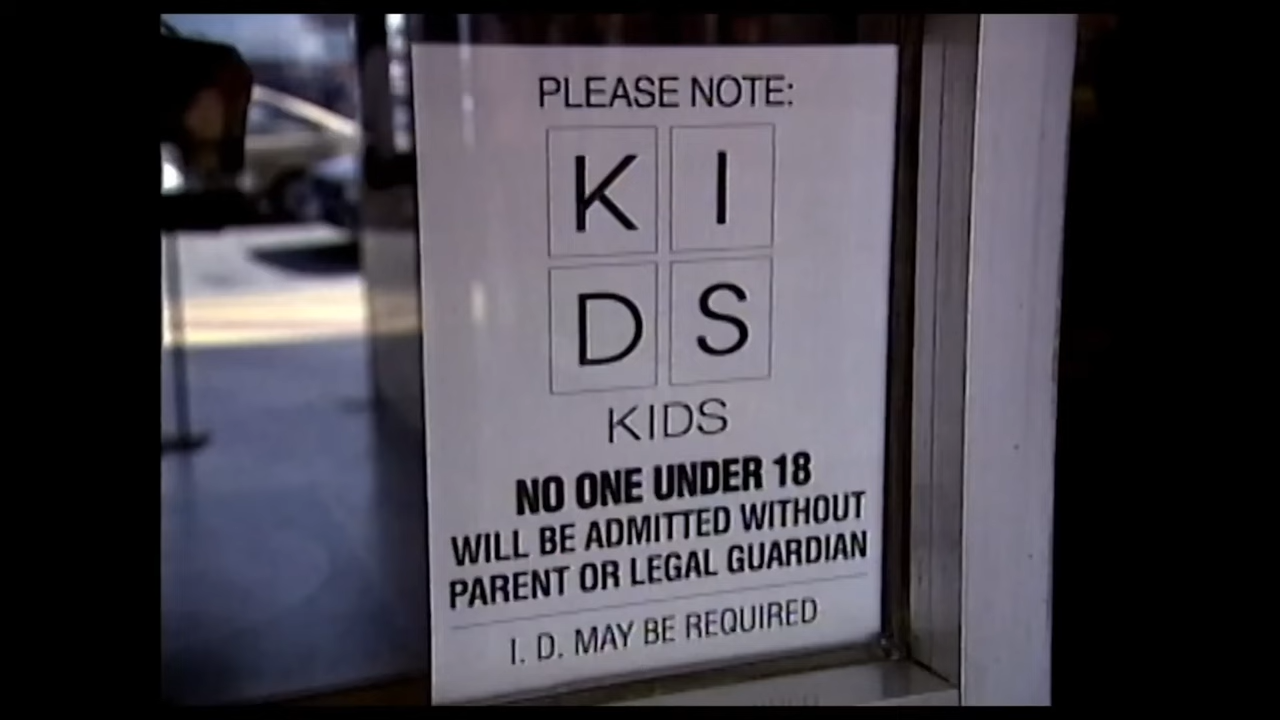 PLEASE NOTE:
K I
D S
KIDS
NO ONE UNDER 18
WILL BE ADMITTED WITHOUT
PARENT OR LEGAL GUARDIAN
I. D. MAY BE REQUIRED